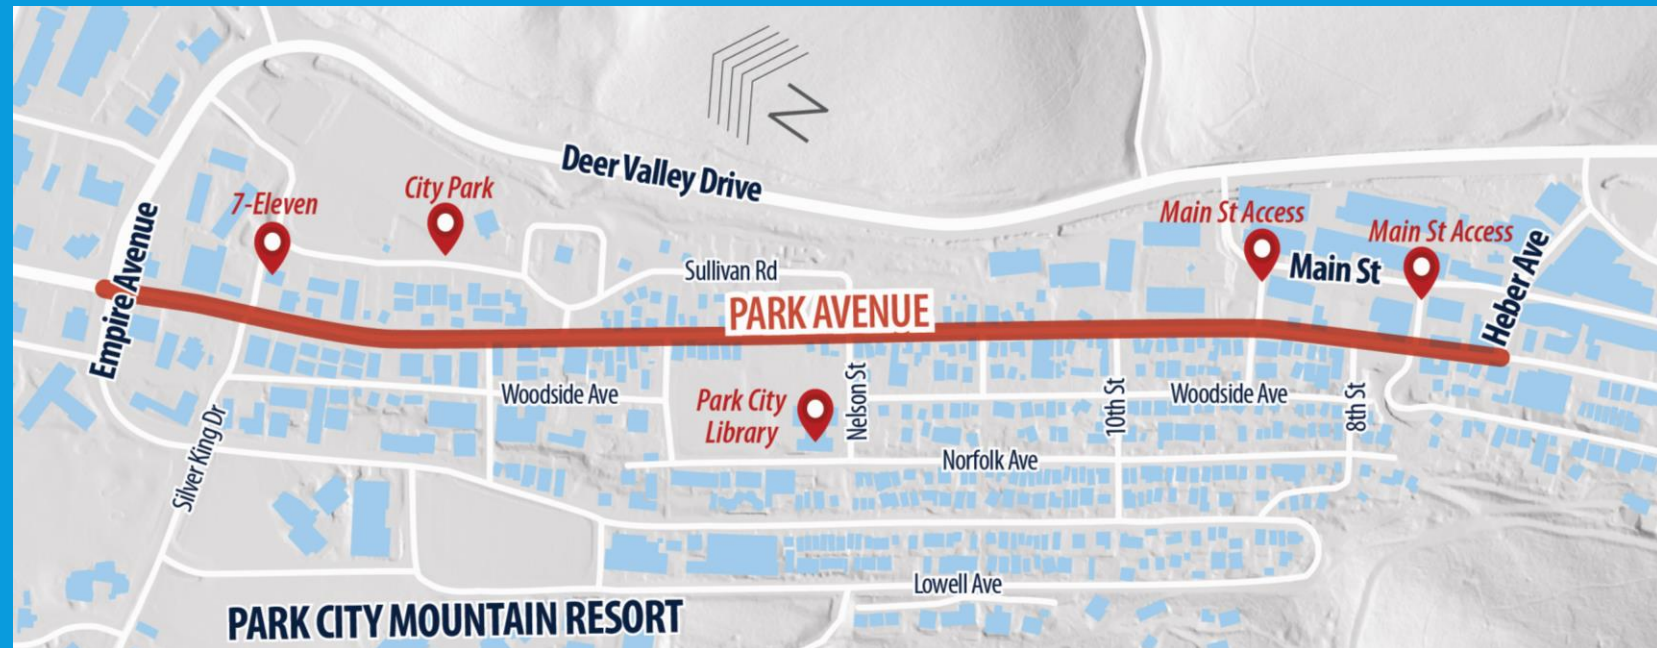 N
Deer Valley Drive
7-Eleven
City Park
Main St Access
Main St Access
Empire Avenue
Sullivan Rd
Main St
Heber Ave
PARK AVENUE
Woodside Ave
Park City
Library
Nelson St
10th St
Woodside Ave
8th St
Silver King Dr
Norfolk Ave
Lowell Ave
PARK CITY MOUNTAIN RESORT